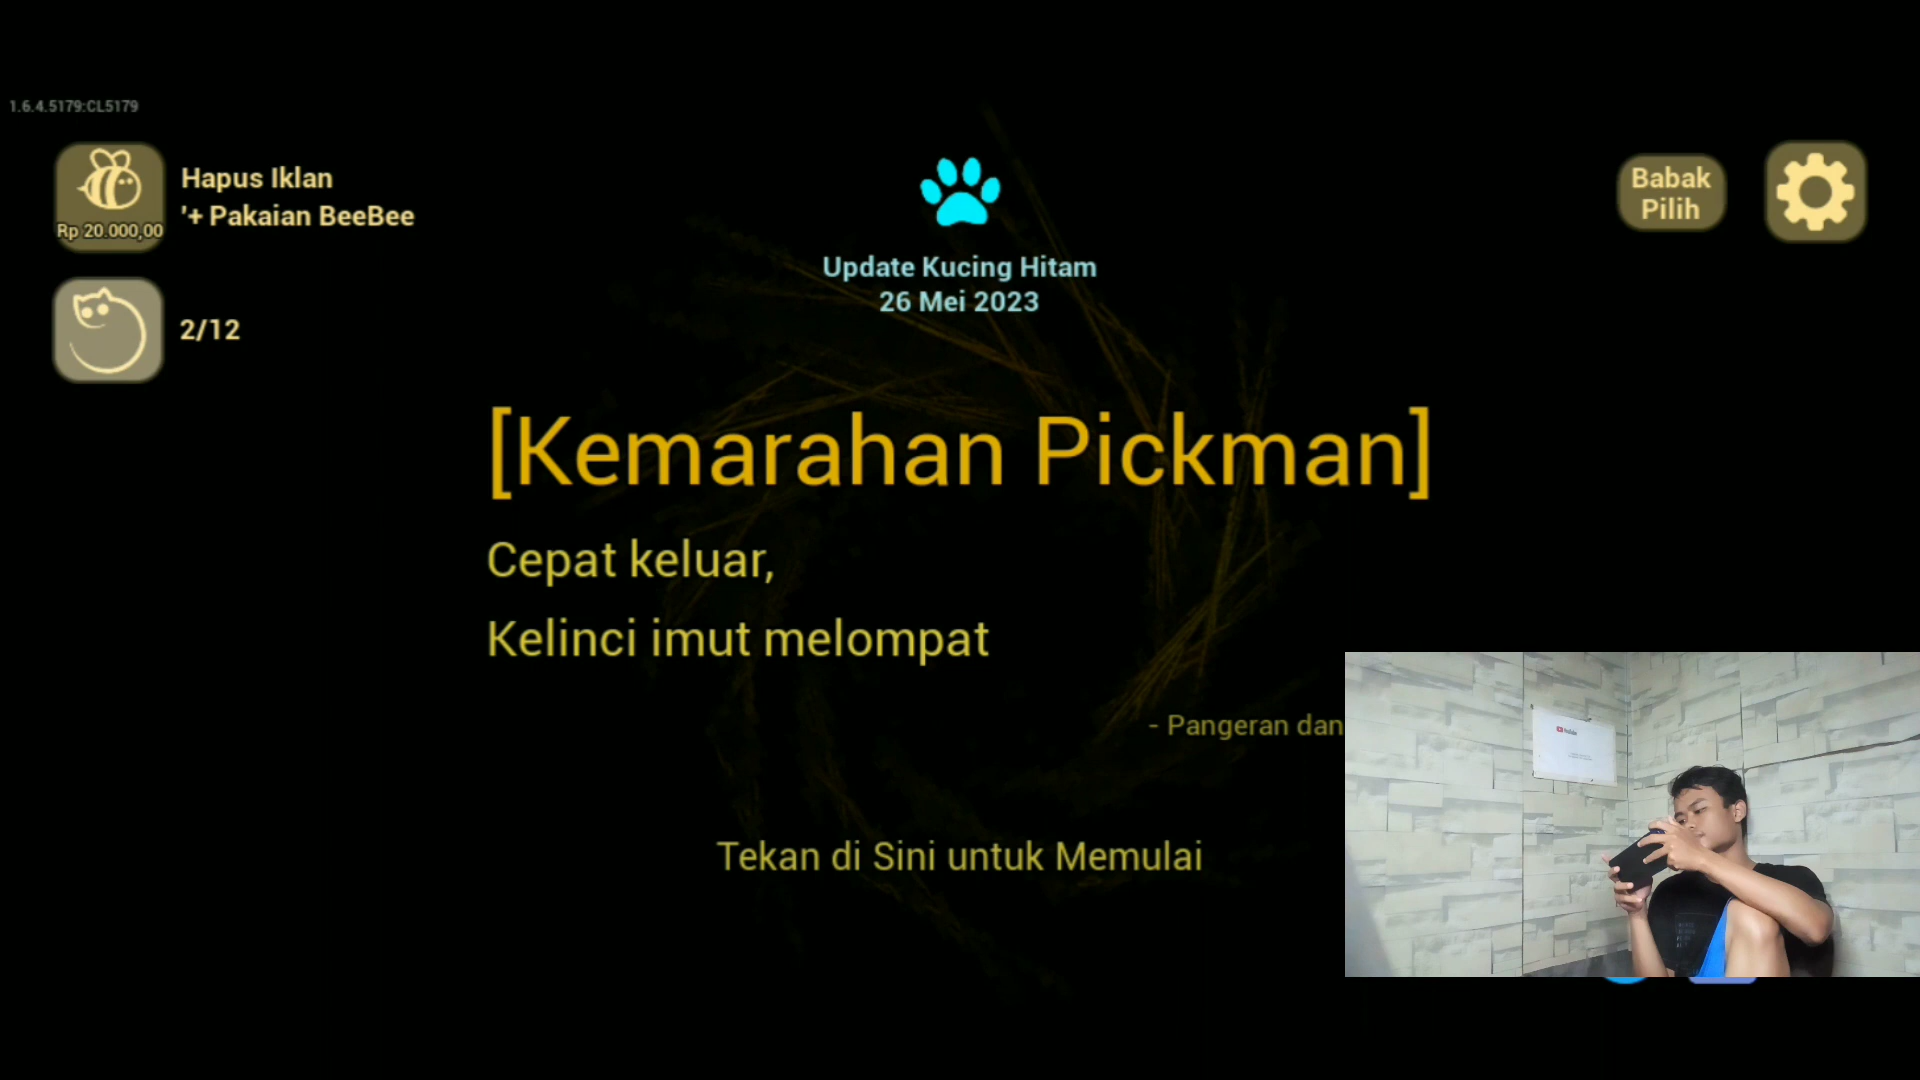 1.6.4.5179:CL5179
Hapus Iklan
'+ Pakaian BeeBee
Rp 20.000,00
2/12
Update Kucing Hitam
26 Mei 2023
Babak
Pilih
[Kemarahan Pickman]
Cepat keluar,
Kelinci imut melompat
- Pangeran dan
Tekan di Sini untuk Memulai
YouTube